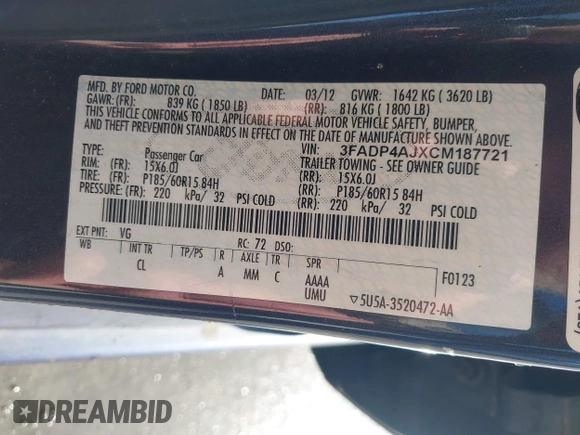 MFD. BY FORD MOTOR CO. DATE: 03/12 GVWR: 1642 KG ( 3620 LB)
GAWR: (FR): 839 KG ( 1850 LB) (RR): 816 KG ( 1800 LB)
THIS VEHICLE CONFORMS TO ALL APPLICABLE FEDERAL MOTOR VEHICLE SAFETY, BUMPER,
AND THEFT PREVENTION STANDARDS IN EFFECT ON THE DATE OF MANUFACTURE SHOWN ABOVE.
VIN: 3FADP4AJXCM187721
TYPE: Passenger Car TRAILER TOWING - SEE OWNER GUIDE
RIM: (FR): 15X6.0J (RR): 15X6.0J
TIRE: (FR): P185/60R15 84H (RR): P185/60R15 84H
PRESSURE: (FR): 220 kPa/ 32 PSI COLD (RR): 220 kPa/ 32 PSI COLD
EXT PNT: VG RC: 72 DSO:
WB INT TR TP/PS R AXLE TR SPR F0123
CL A MM C AAAA
UMU ▽5U5A-3520472-AA
DREAMBID